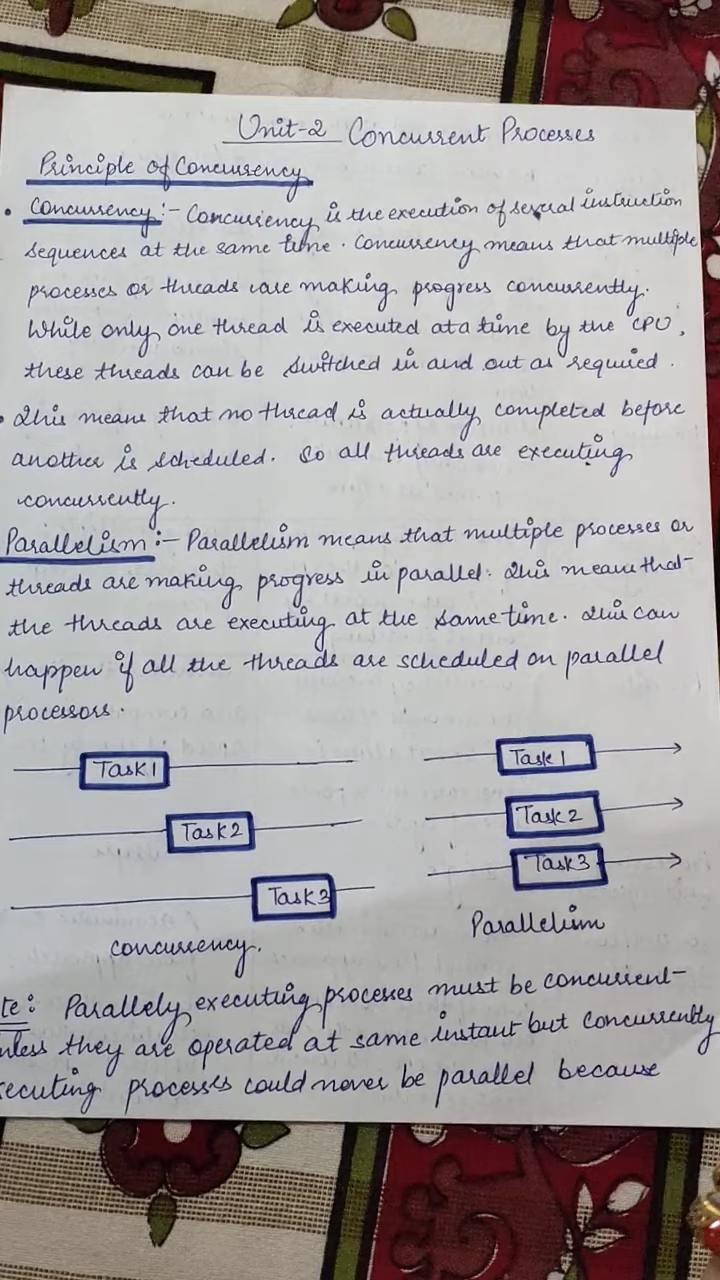 Unit-2 Concurrent Processes
Principle of Concurrency
• Concurrency :- Concurrency is the execution of several instruction
sequences at the same time. Concurrency means that multiple
processes or threads are making progress concurrently.
While only one thread is executed at a time by the CPU,
these threads can be switched in and out as required.
• This means that no thread is actually completed before
another is scheduled. So all threads are executing
concurrently.
Parallelism :- Parallelism means that multiple processes or
threads are making progress in parallel. This means that
the threads are executing at the same time. This can
happen if all the threads are scheduled on parallel
processors.
Task 1 Task 1
Task 2 Task 2
Task 3 Task 3
concurrency. Parallelism
te: Parallely executing processes must be concurrent
nless they are operated at same instant but concurrently
ecuting processes could never be parallel because